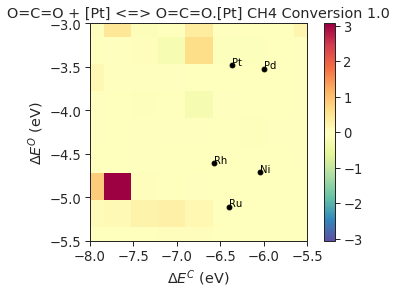 O=C=O + [Pt] <=> O=C=O.[Pt] CH4 Conversion 1.0
−3.0
−3.5
−4.0
−4.5
−5.0
−5.5
ΔE^O (eV)
Pt
Pd
Rh
Ni
Ru
−8.0 −7.5 −7.0 −6.5 −6.0 −5.5
ΔE^C (eV)
3
2
1
0
−1
−2
−3